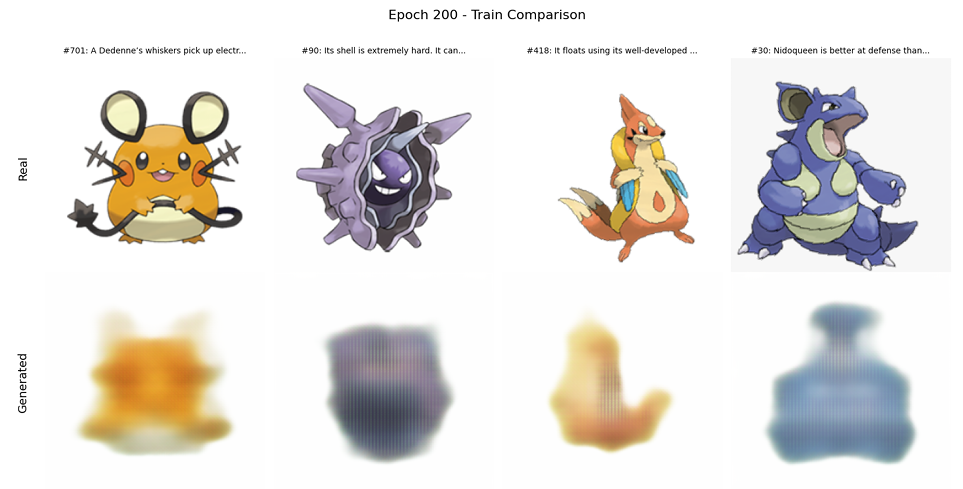 Epoch 200 - Train Comparison
#701: A Dedenne’s whiskers pick up electr...
#90: Its shell is extremely hard. It can...
#418: It floats using its well-developed ...
#30: Nidoqueen is better at defense than...
Real
Generated